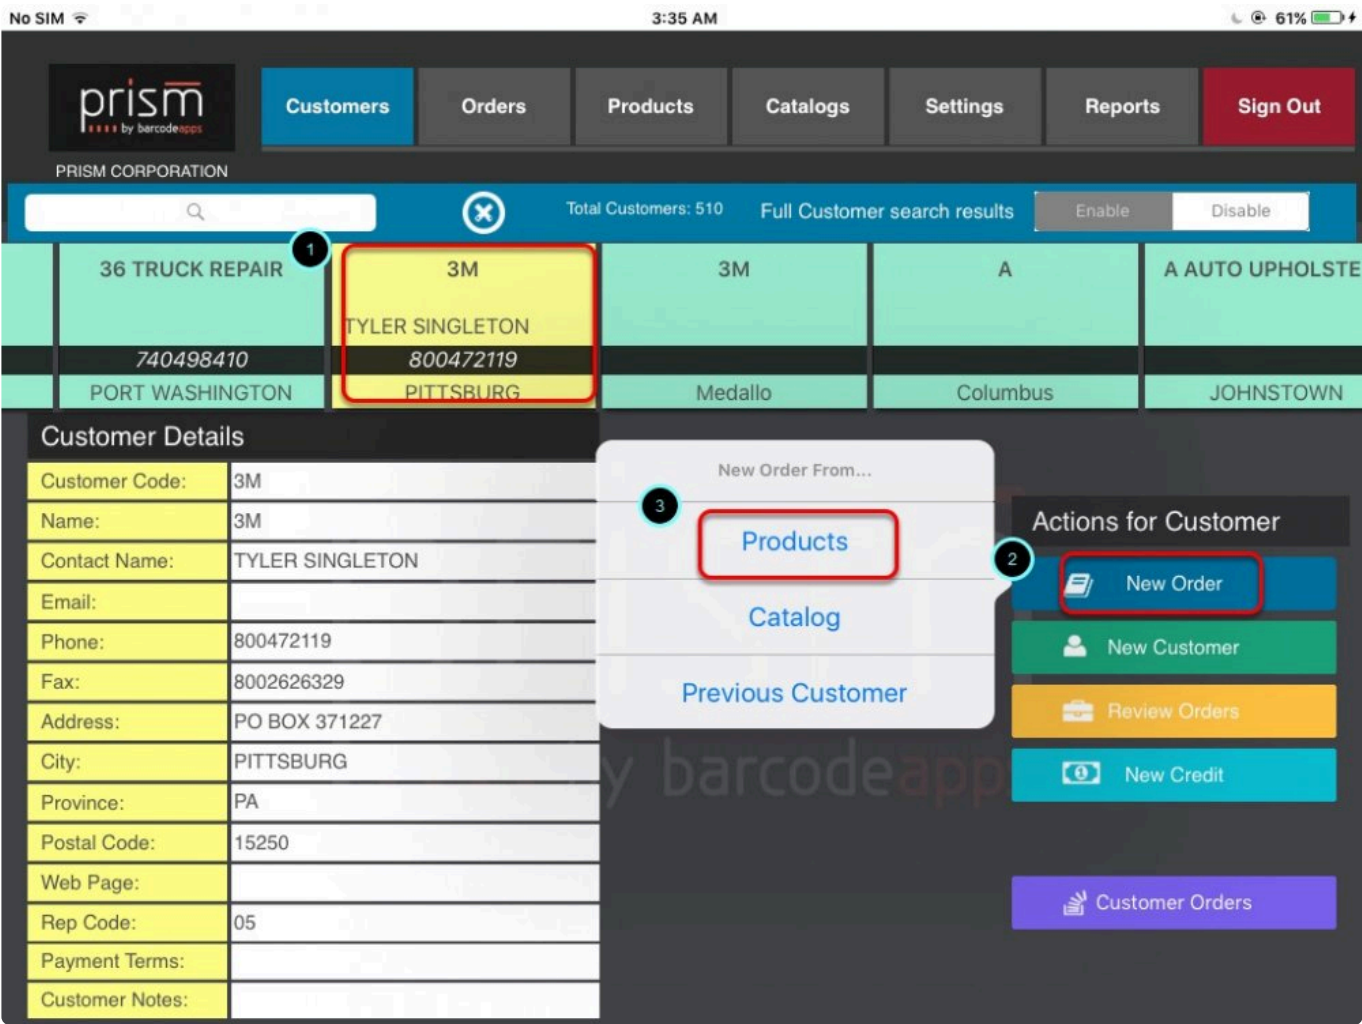 No SIM
3:35 AM
61%
prism
by barcodeapps
Customers
Orders
Products
Catalogs
Settings
Reports
Sign Out
PRISM CORPORATION
Total Customers: 510
Full Customer search results
Enable
Disable
1
36 TRUCK REPAIR
740498410
PORT WASHINGTON
3M
TYLER SINGLETON
800472119
PITTSBURG
3M
Medallo
A
Columbus
A AUTO UPHOLSTE
JOHNSTOWN
Customer Details
Customer Code: 3M
Name: 3M
Contact Name: TYLER SINGLETON
Email:
Phone: 800472119
Fax: 8002626329
Address: PO BOX 371227
City: PITTSBURG
Province: PA
Postal Code: 15250
Web Page:
Rep Code: 05
Payment Terms:
Customer Notes:
New Order From...
3
Products
Catalog
Previous Customer
by barcodeapps
Actions for Customer
2
New Order
New Customer
Review Orders
New Credit
Customer Orders